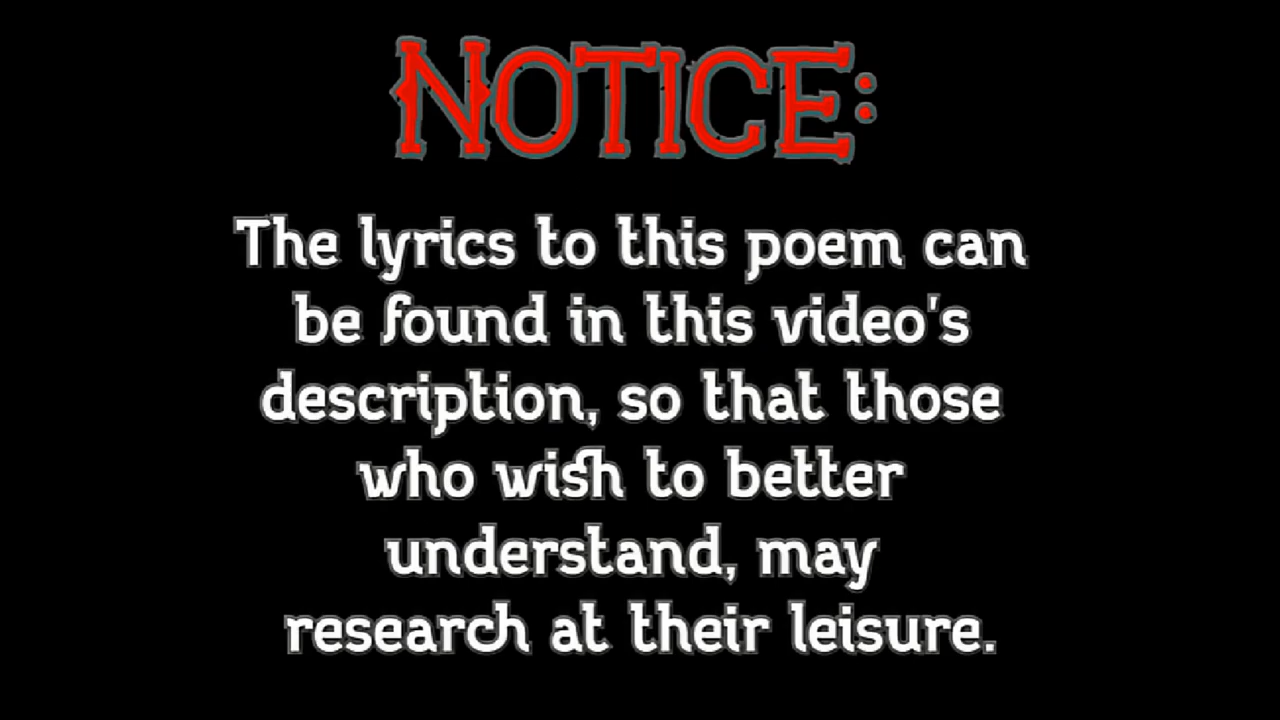 NOTICE:
The lyrics to this poem can
be found in this video's
description, so that those
who wish to better
understand, may
research at their leisure.